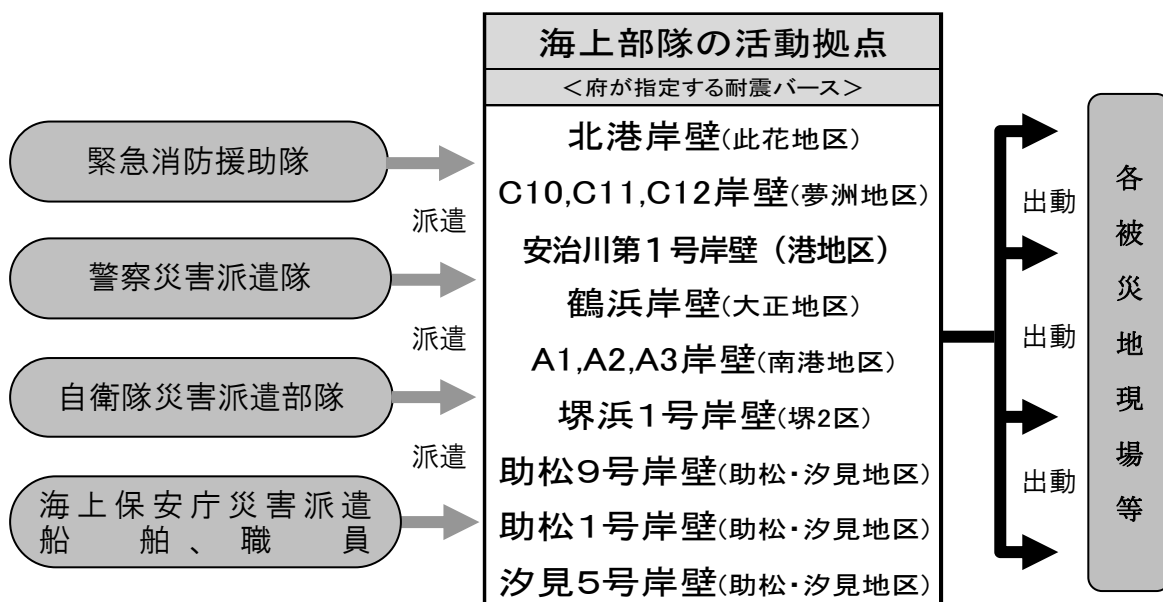 海上部隊の活動拠点
＜府が指定する耐震バース＞
緊急消防援助隊
派遣
警察災害派遣隊
派遣
自衛隊災害派遣部隊
派遣
海上保安庁災害派遣
船舶、職員
北港岸壁(此花地区)
C10,C11,C12岸壁(夢洲地区)
安治川第１号岸壁（港地区）
鶴浜岸壁(大正地区)
A1,A2,A3岸壁(南港地区)
堺浜１号岸壁(堺2区)
助松９号岸壁(助松・汐見地区)
助松１号岸壁(助松・汐見地区)
汐見５号岸壁(助松・汐見地区)
出動
出動
出動
各被災地現場等